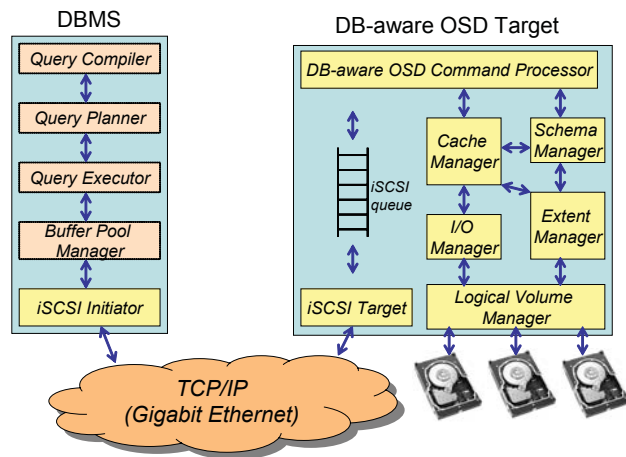 DBMS
Query Compiler
Query Planner
Query Executor
Buffer Pool
Manager
iSCSI Initiator
DB-aware OSD Target
DB-aware OSD Command Processor
Cache
Manager
Schema
Manager
iSCSI
queue
I/O
Manager
Extent
Manager
iSCSI Target
Logical Volume
Manager
TCP/IP
(Gigabit Ethernet)